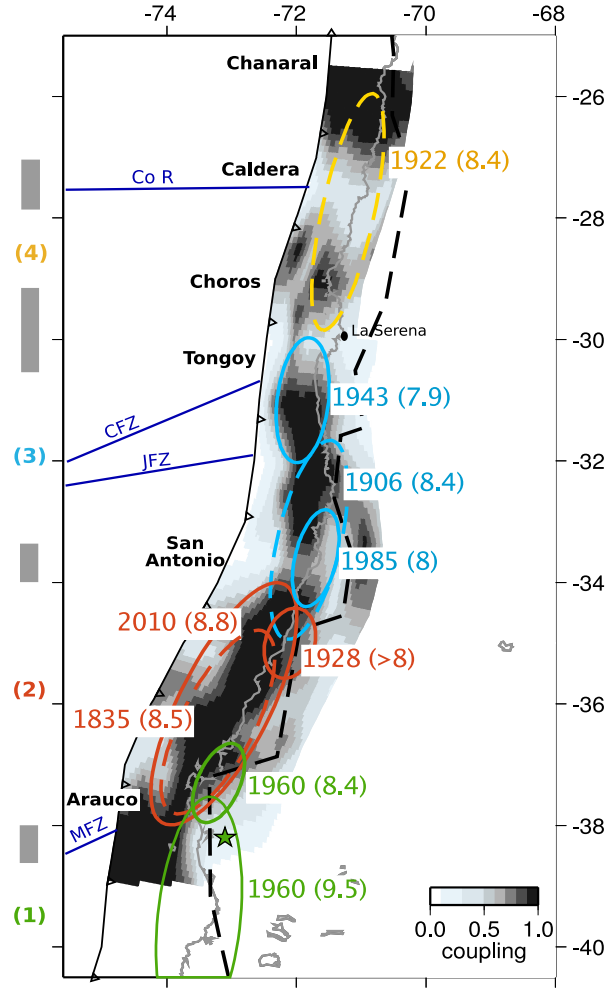 -72 -70 -68
Chanaral
-26
1922 (8.4)
Caldera
Co R
-28
(4)
Choros
La Serena
-30
Tongoy
1943 (7.9)
CFZ
(3)
JFZ
-32
1906 (8.4)
San
Antonio
1985 (8)
-34
2010 (8.8)
1928 (>8)
(2)
-36
1835 (8.5)
1960 (8.4)
Arauco
MFZ
-38
1960 (9.5)
(1)
0.0 0.5 1.0
coupling
-40
-74 -72 -70 -68